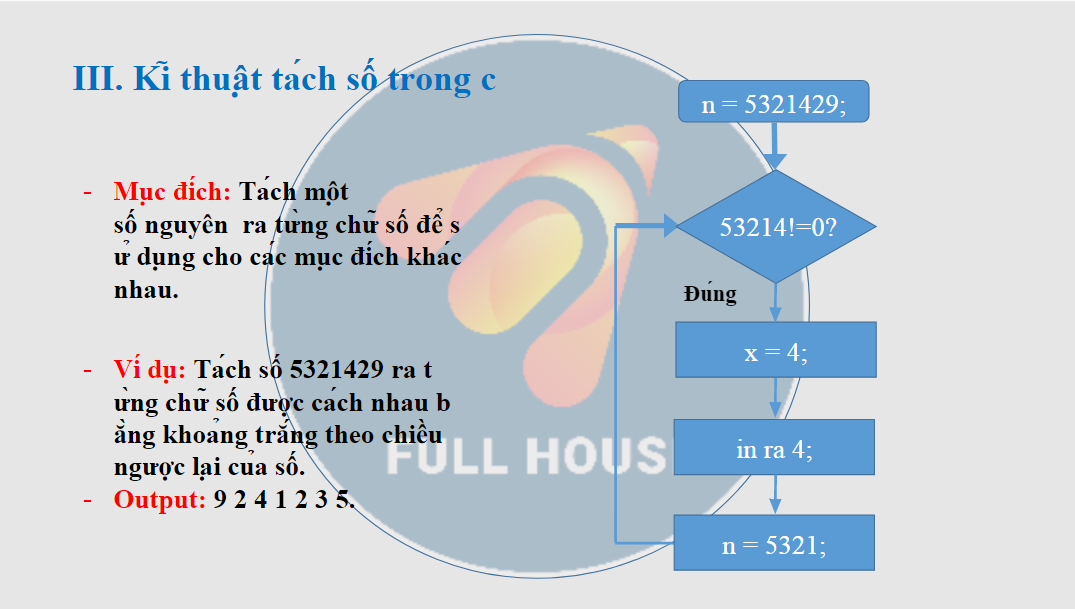 III. Kĩ thuật tách số trong c
- Mục đích: Tách một
số nguyên ra từng chữ số để s
ử dụng cho các mục đích khác
nhau.
- Ví dụ: Tách số 5321429 ra t
ừng chữ số được cách nhau b
ằng khoảng trắng theo chiều
ngược lại của số.
- Output: 9 2 4 1 2 3 5.
n = 5321429;
53214!=0?
Đúng
x = 4;
in ra 4;
n = 5321;
FULL HOUS